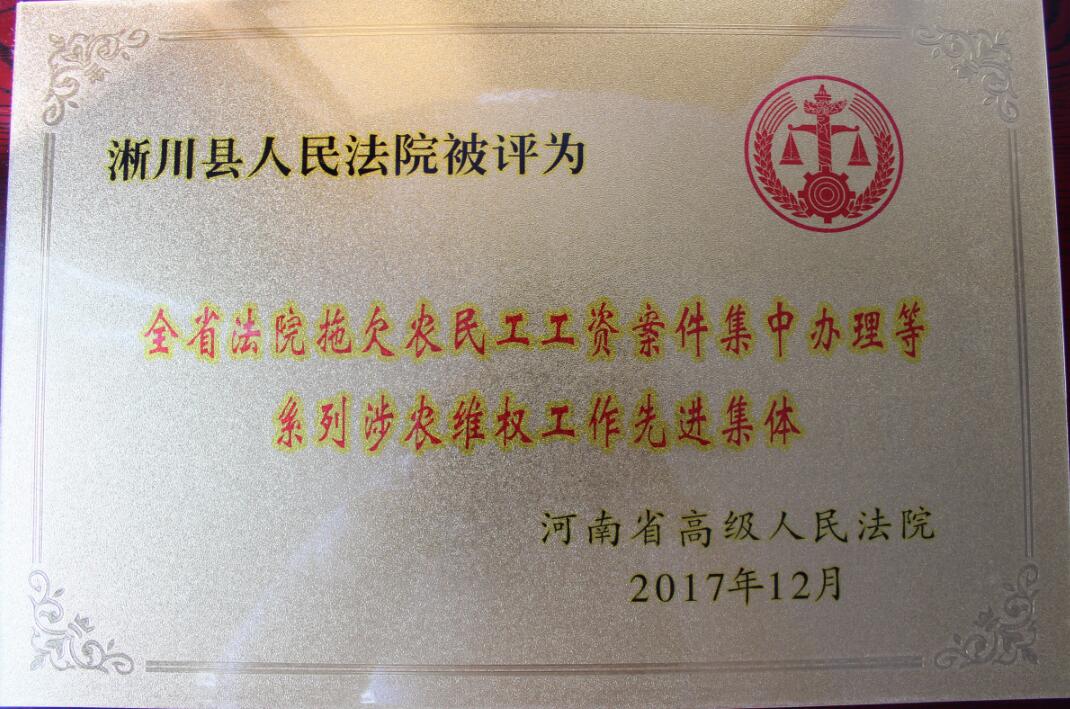 淅川县人民法院被评为
全省法院拖欠农民工工资案件集中办理等
系列涉农维权工作先进集体
河南省高级人民法院
2017年12月